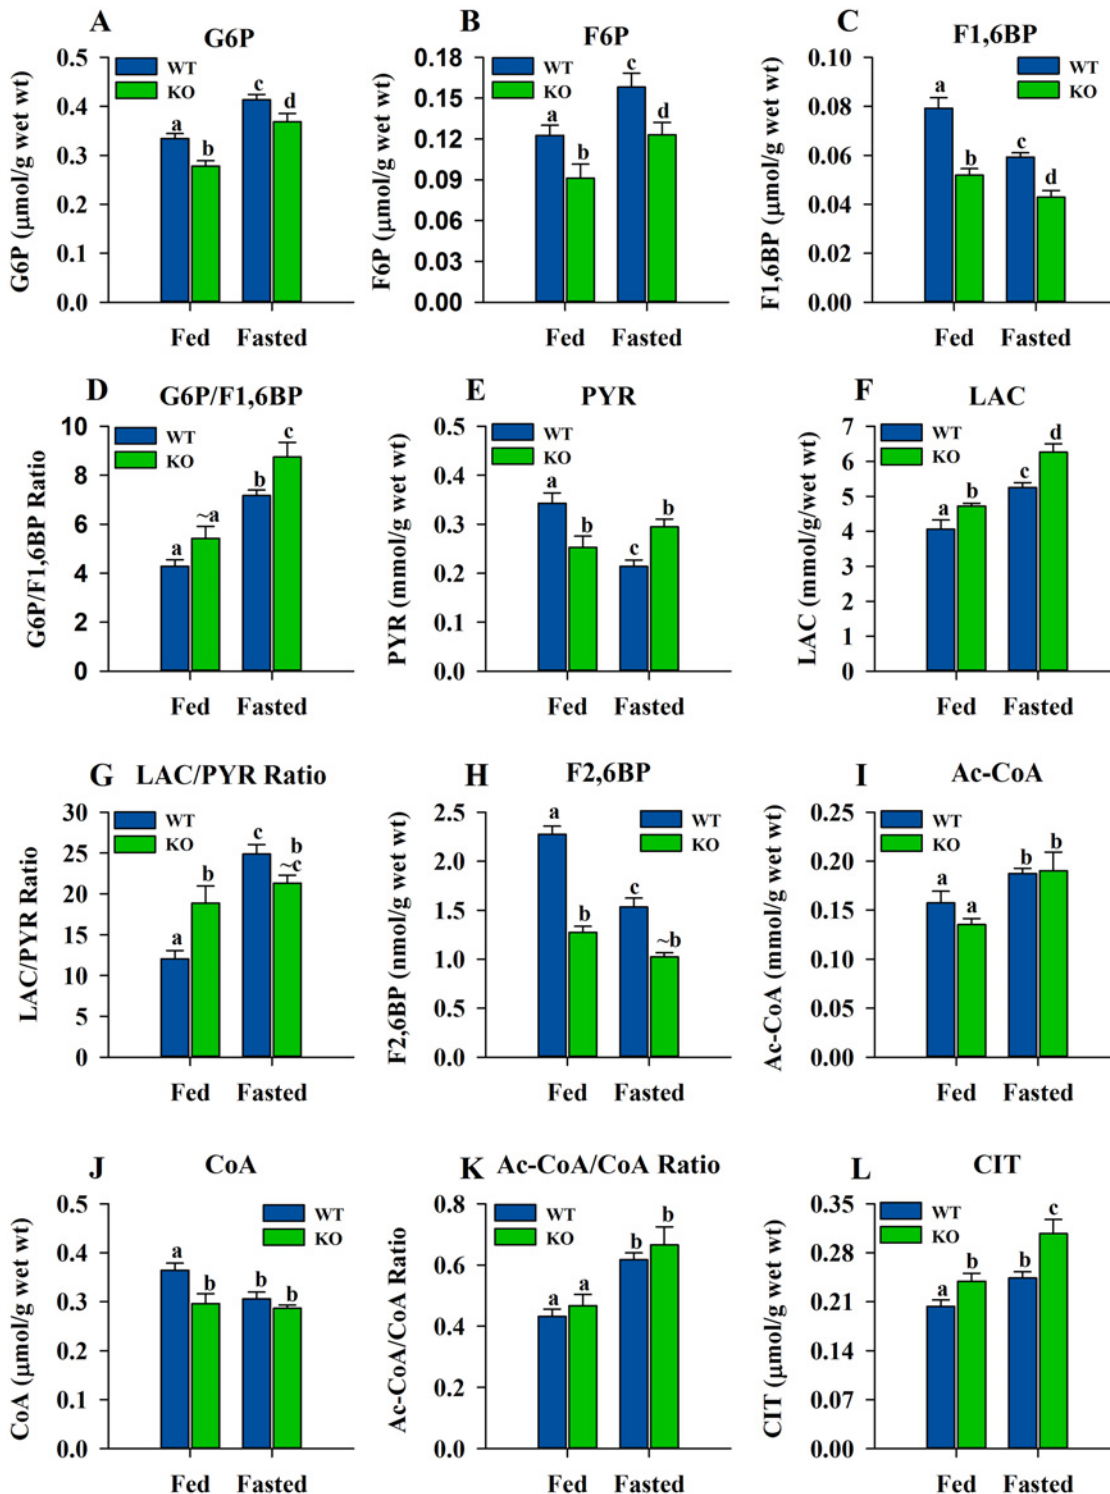 A
G6P
G6P (µmol/g wet wt)
0.5
0.4
0.3
0.2
0.1
0.0
WT
KO
a
b
c
d
Fed
Fasted
B
F6P
F6P (µmol/g wet wt)
0.18
0.15
0.12
0.09
0.06
0.03
0.00
WT
KO
a
b
c
d
Fed
Fasted
C
F1,6BP
F1,6BP (µmol/g wet wt)
0.10
0.08
0.06
0.04
0.02
0.00
WT
KO
a
b
c
d
Fed
Fasted
D
G6P/F1,6BP
G6P/F1,6BP Ratio
10
8
6
4
2
0
WT
KO
a
~a
b
c
Fed
Fasted
E
PYR
PYR (mmol/g wet wt)
0.5
0.4
0.3
0.2
0.1
0.0
WT
KO
a
b
c
b
Fed
Fasted
F
LAC
LAC (mmol/g/wet wt)
7
6
5
4
3
2
1
0
WT
KO
a
b
c
d
Fed
Fasted
G
LAC/PYR Ratio
LAC/PYR Ratio
30
25
20
15
10
5
0
WT
KO
a
b
c
b
~c
Fed
Fasted
H
F2,6BP
F2,6BP (nmol/g wet wt)
2.5
2.0
1.5
1.0
0.5
0.0
WT
KO
a
b
c
~b
Fed
Fasted
I
Ac-CoA
Ac-CoA (mmol/g wet wt)
0.25
0.20
0.15
0.10
0.05
0.00
WT
KO
a
a
b
b
Fed
Fasted
J
CoA
CoA (µmol/g wet wt)
0.5
0.4
0.3
0.2
0.1
0.0
WT
KO
a
b
b
b
Fed
Fasted
K
Ac-CoA/CoA Ratio
Ac-CoA/CoA Ratio
0.8
0.6
0.4
0.2
0.0
WT
KO
a
a
b
b
Fed
Fasted
L
CIT
CIT (µmol/g wet wt)
0.35
0.28
0.21
0.14
0.07
0.00
WT
KO
a
b
b
c
Fed
Fasted